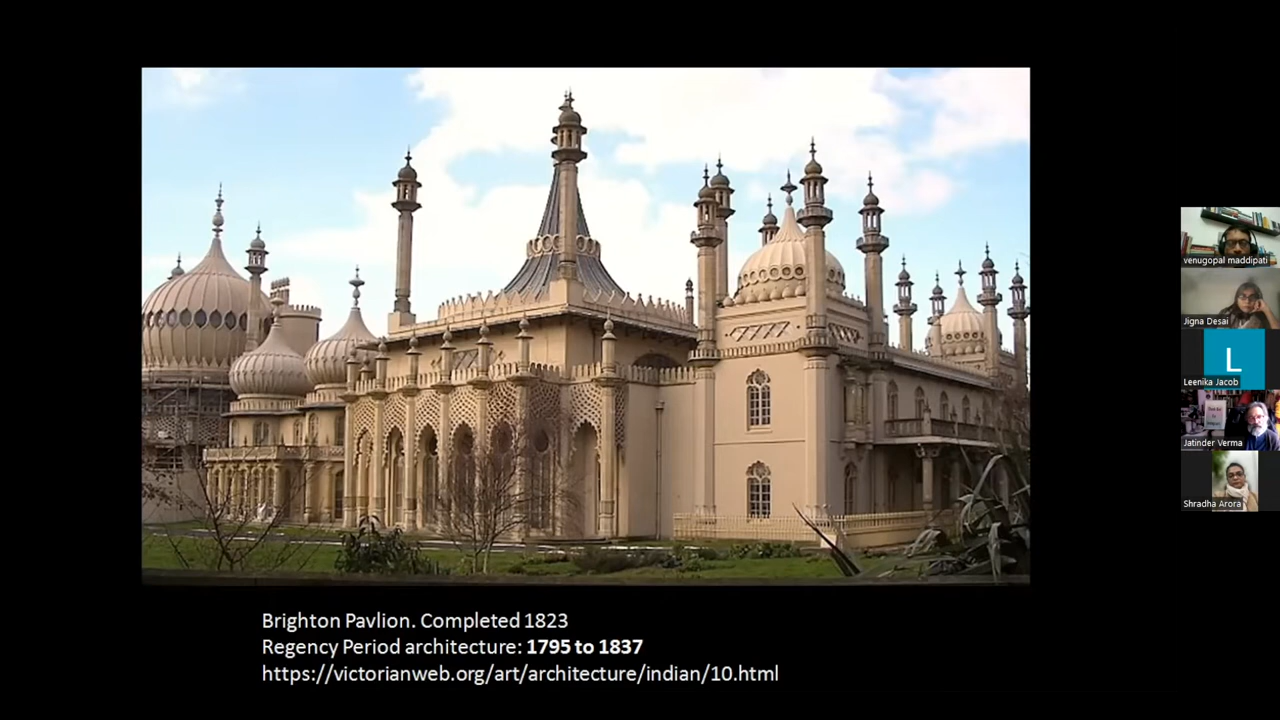 Brighton Pavlion. Completed 1823
Regency Period architecture: 1795 to 1837
https://victorianweb.org/art/architecture/indian/10.html
venugopal maddipati
Jigna Desai
L
Leenika Jacob
Jatinder Verma
Shradha Arora